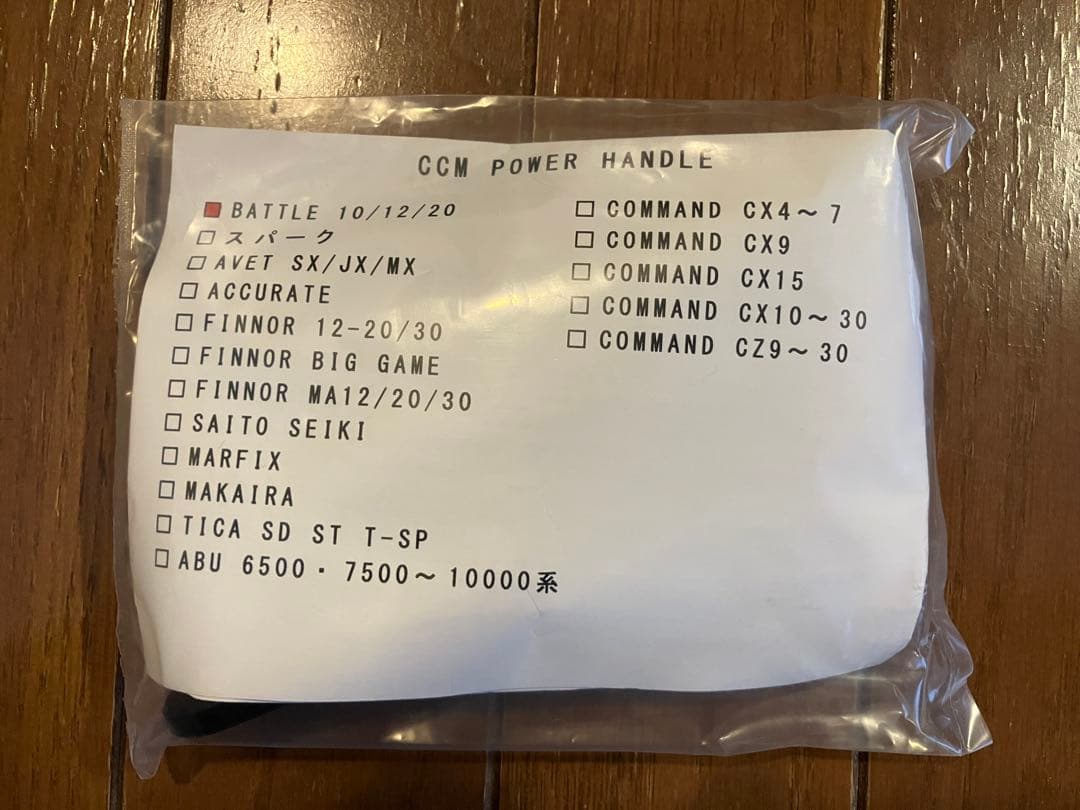 CCM POWER HANDLE
■BATTLE 10/12/20
□スパーク
□AVET SX/JX/MX
□ACCURATE
□FINNOR 12-20/30
□FINNOR BIG GAME
□FINNOR MA12/20/30
□SAITO SEIKI
□MARFIX
□MAKAIRA
□TICA SD ST T-SP
□ABU 6500・7500～10000系
□COMMAND CX4～7
□COMMAND CX9
□COMMAND CX15
□COMMAND CX10～30
□COMMAND CZ9～30